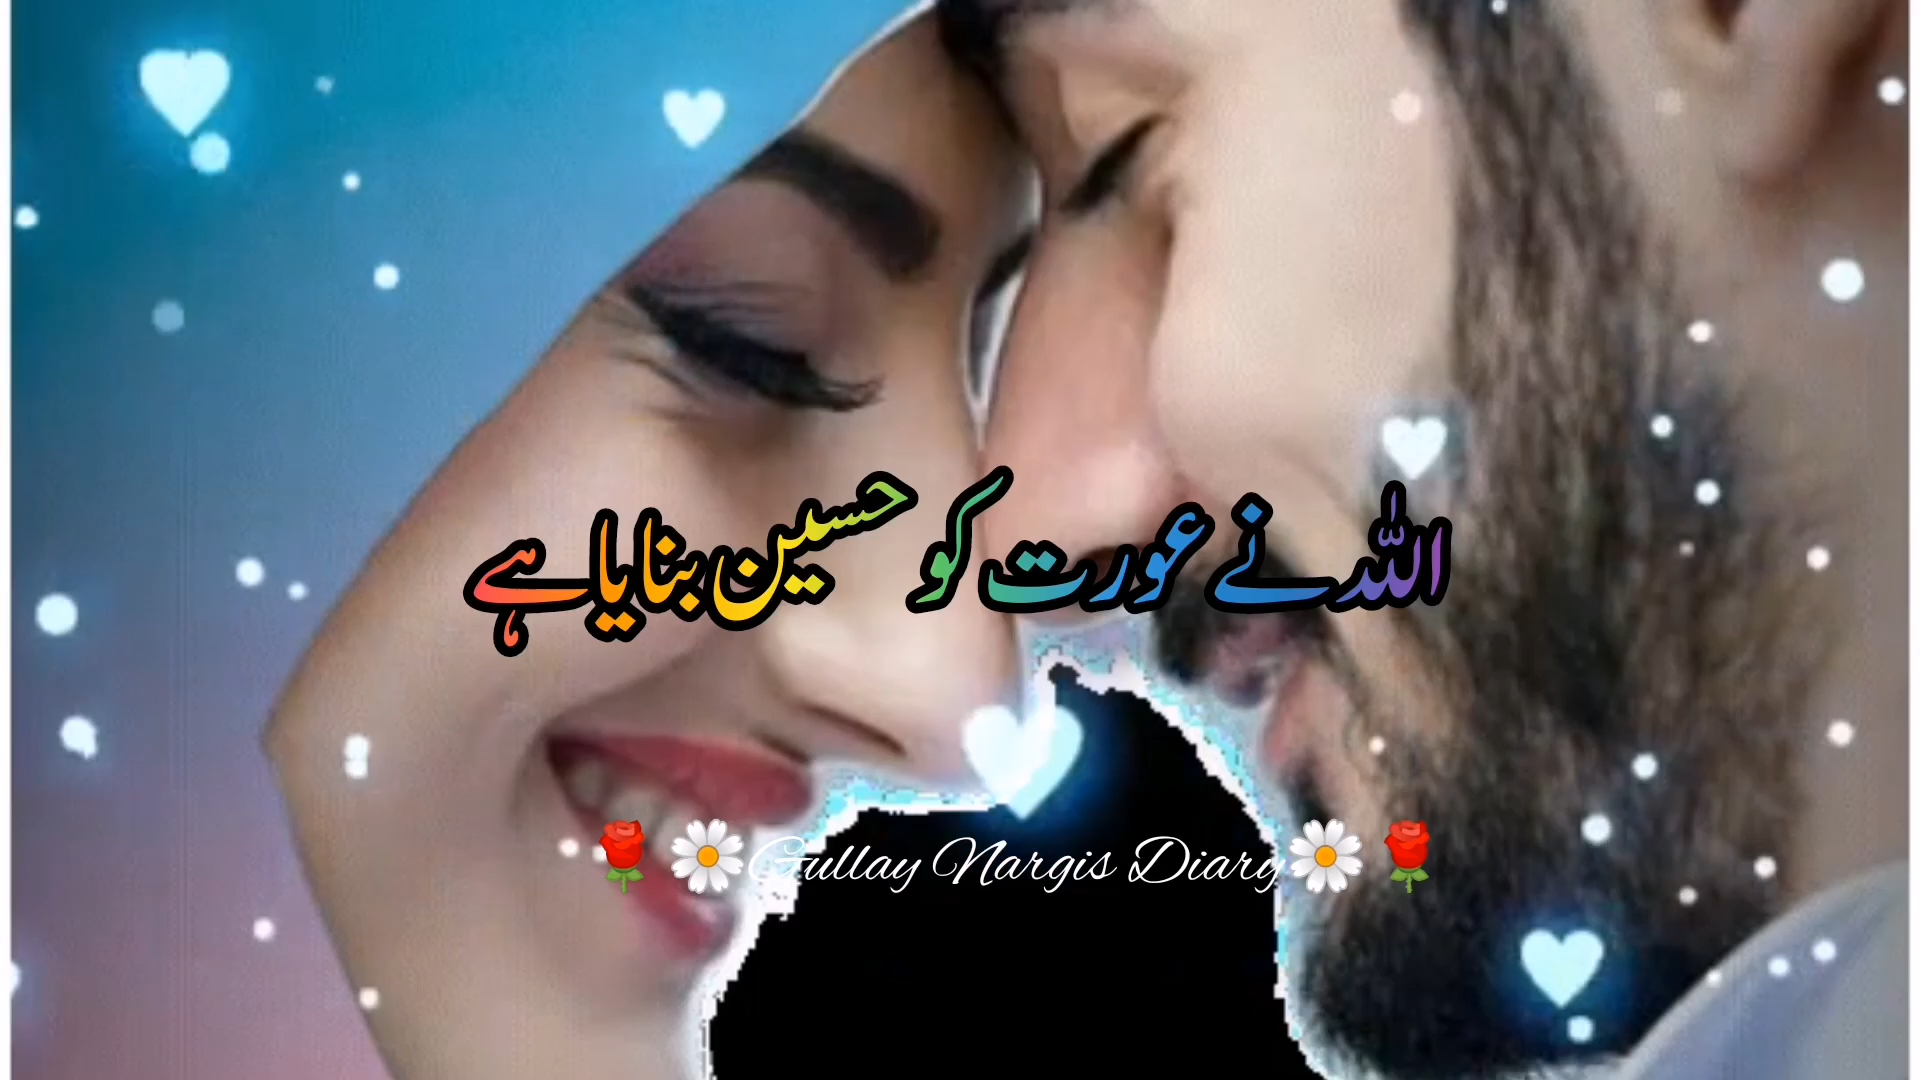 اللہ نے عورت کو حسین بنایا ہے
🌹 🌼Gullay Nargis Diary🌼 🌹